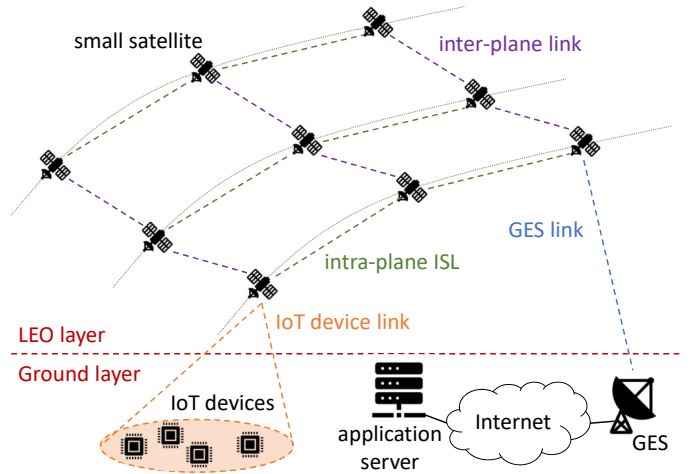 small satellite
inter-plane link
GES link
intra-plane ISL
IoT device link
LEO layer
Ground layer
IoT devices
application
server
Internet
GES